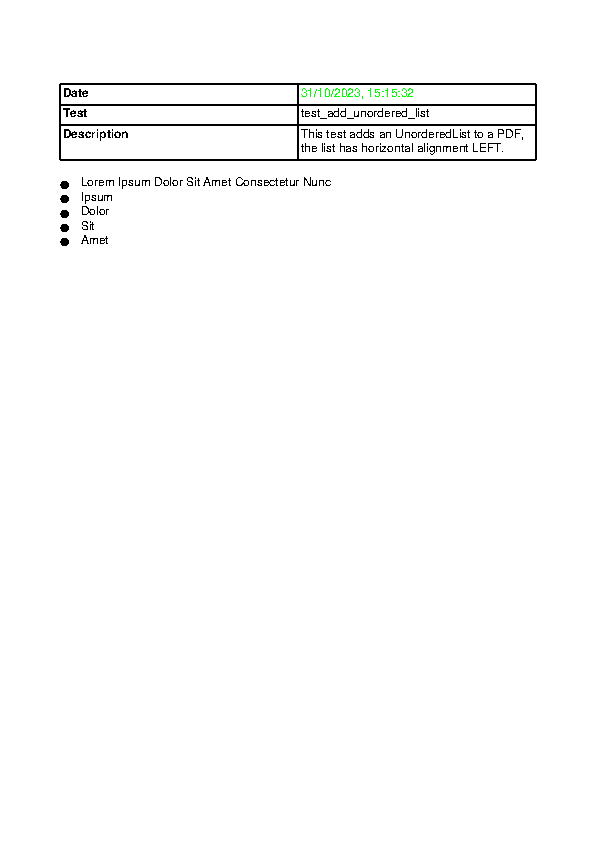 Date 31/10/2023, 15:15:32
Test test_add_unordered_list
Description This test adds an UnorderedList to a PDF,
the list has horizontal alignment LEFT.
● Lorem Ipsum Dolor Sit Amet Consectetur Nunc
● Ipsum
● Dolor
● Sit
● Amet